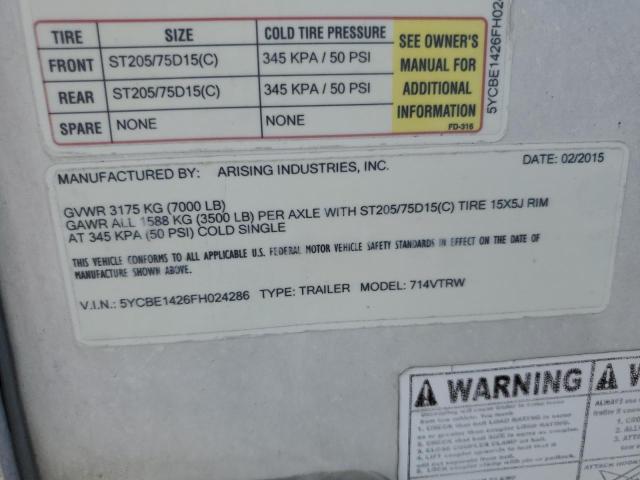 TIRE SIZE COLD TIRE PRESSURE
FRONT ST205/75D15(C) 345 KPA / 50 PSI
REAR ST205/75D15(C) 345 KPA / 50 PSI
SPARE NONE NONE
SEE OWNER'S
MANUAL FOR
ADDITIONAL
INFORMATION
FD-316
5YCBE1426FH024
MANUFACTURED BY: ARISING INDUSTRIES, INC. DATE: 02/2015
GVWR 3175 KG (7000 LB)
GAWR ALL 1588 KG (3500 LB) PER AXLE WITH ST205/75D15(C) TIRE 15X5J RIM
AT 345 KPA (50 PSI) COLD SINGLE
THIS VEHICLE CONFORMS TO ALL APPLICABLE U.S. FEDERAL MOTOR VEHICLE SAFETY STANDARDS IN EFFECT ON THE DATE OF
MANUFACTURE SHOWN ABOVE.
V.I.N.: 5YCBE1426FH024286 TYPE: TRAILER MODEL: 714VTRW
WARNING
ALWAYS